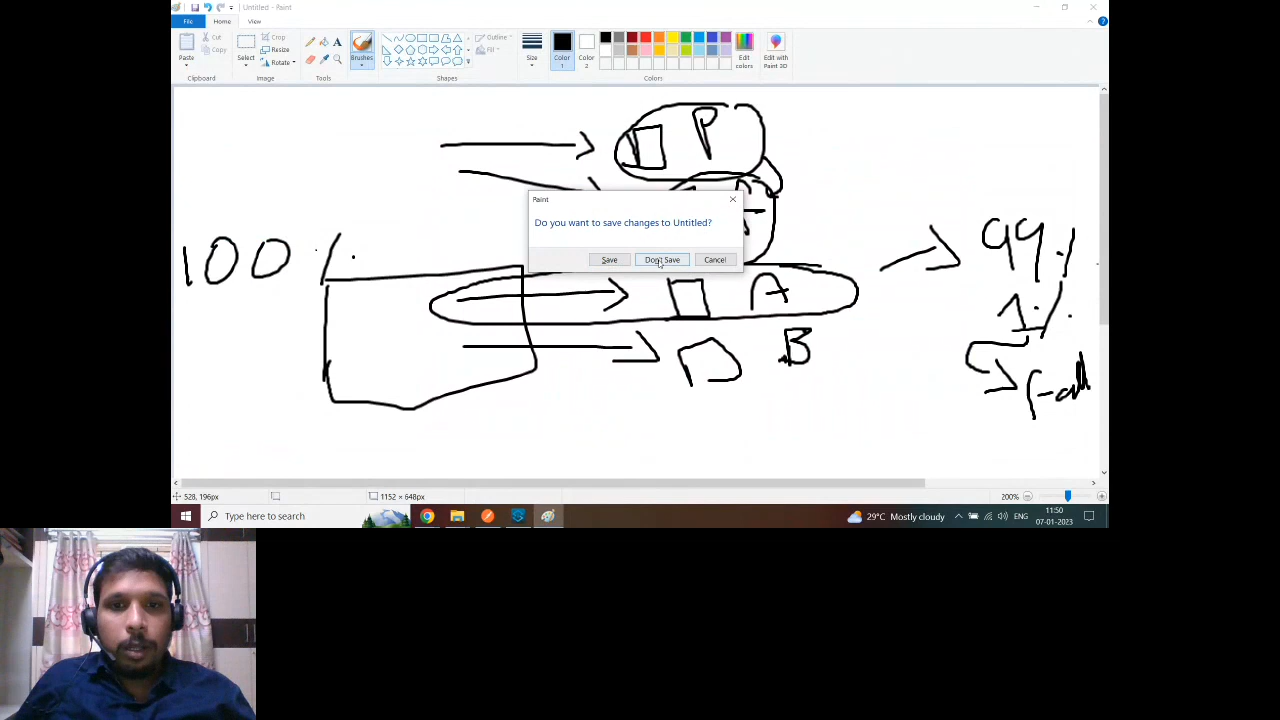 Untitled - Paint
File
Home
View
Paste
Cut
Copy
Select
Crop
Resize
Rotate
Brushes
Outline
Fill
Size
Color
1
Color
2
Edit
colors
Edit with
Paint 3D
Clipboard
Image
Tools
Shapes
Colors
P
Paint
Do you want to save changes to Untitled?
Save
Don't Save
Cancel
100 %
99%
A
1%
B
528, 196px
1152 × 648px
200%
Type here to search
29°C Mostly cloudy
ENG
11:50
07-01-2023